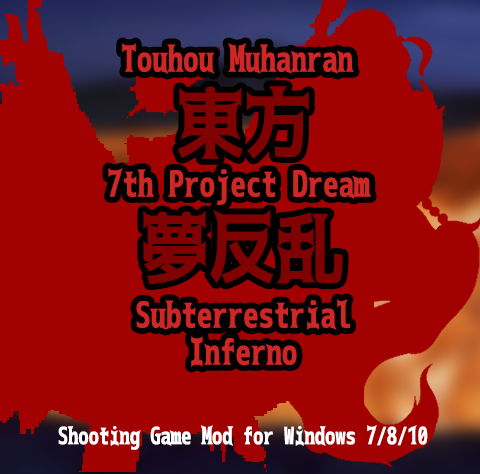 Touhou Muhanran
東方
7th Project Dream
夢反乱
Subterrestrial
Inferno
Shooting Game Mod for Windows 7/8/10